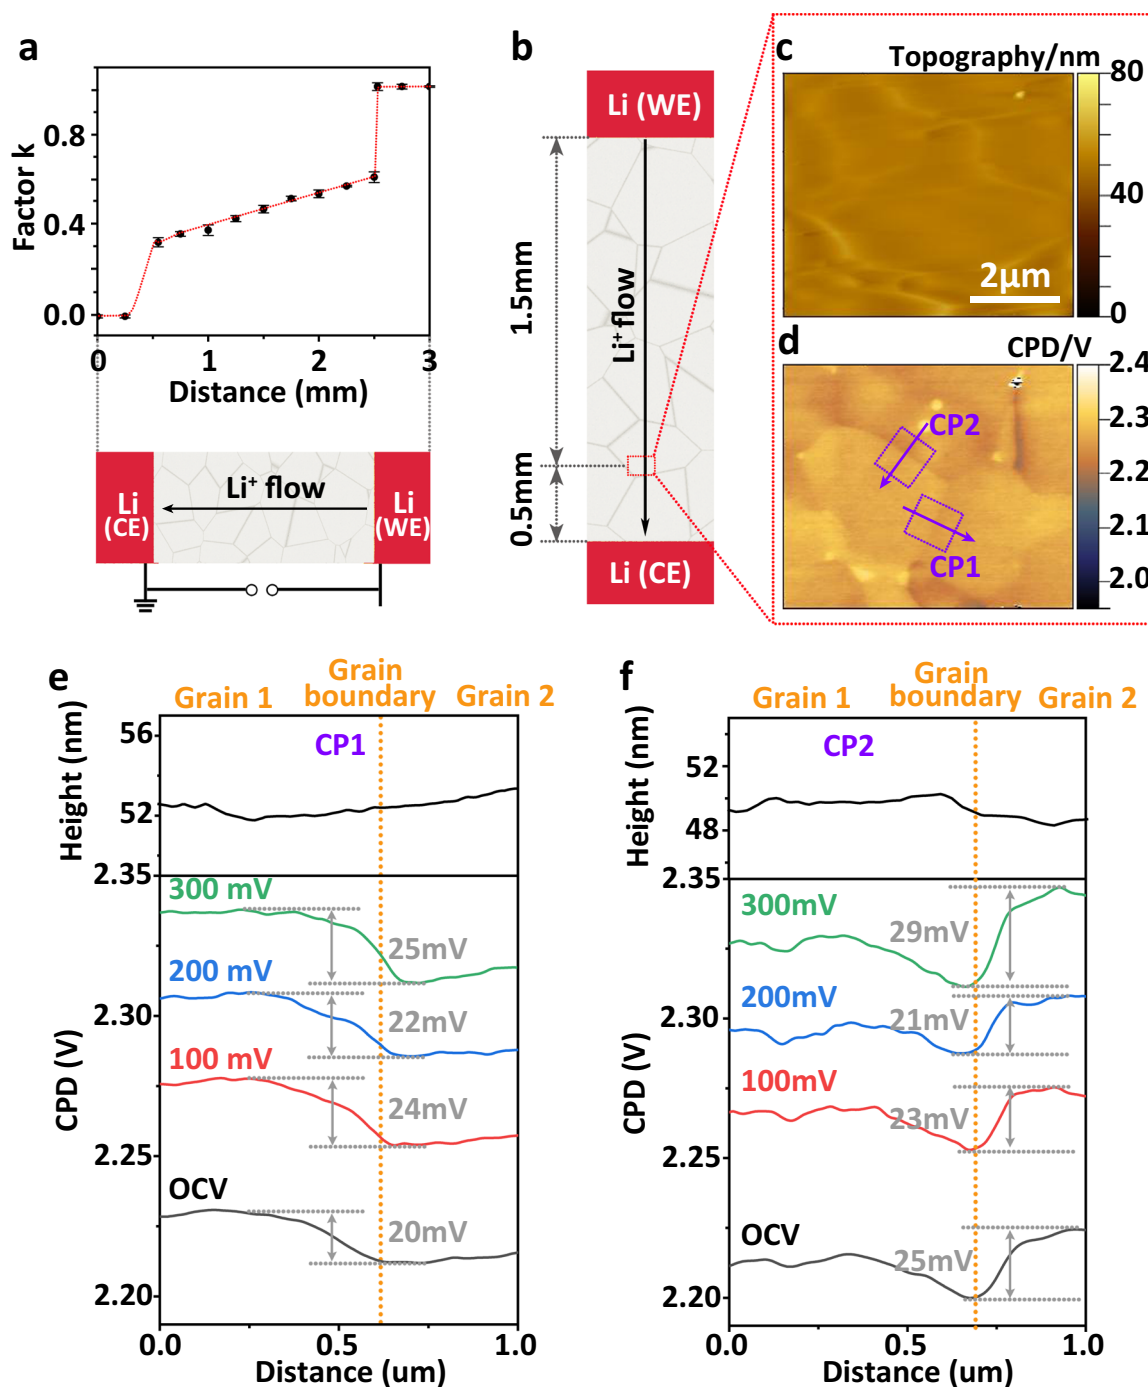 a
Factor k
0.8
0.4
0.0
0
1
2
3
Distance (mm)
Li⁺ flow
Li
(CE)
Li
(WE)
b
Li (WE)
1.5mm
Li⁺ flow
0.5mm
Li (CE)
c
Topography/nm
80
40
0
2μm
d
CPD/V
2.4
2.3
2.2
2.1
2.0
CP2
CP1
e
Grain 1
Grain
boundary
Grain 2
Height (nm)
56
52
CP1
2.35
300 mV
25mV
200 mV
2.30
22mV
100 mV
24mV
CPD (V)
2.25
OCV
20mV
2.20
0.0
0.5
1.0
Distance (um)
f
Grain 1
Grain
boundary
Grain 2
Height (nm)
52
48
CP2
2.35
300mV
29mV
200mV
2.30
21mV
100mV
23mV
CPD (V)
2.25
OCV
25mV
2.20
0.0
0.5
1.0
Distance (um)